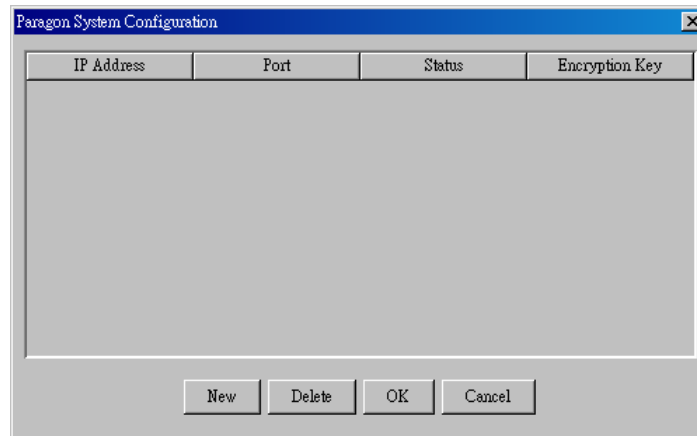 Paragon System Configuration
IP Address Port Status Encryption Key
New Delete OK Cancel